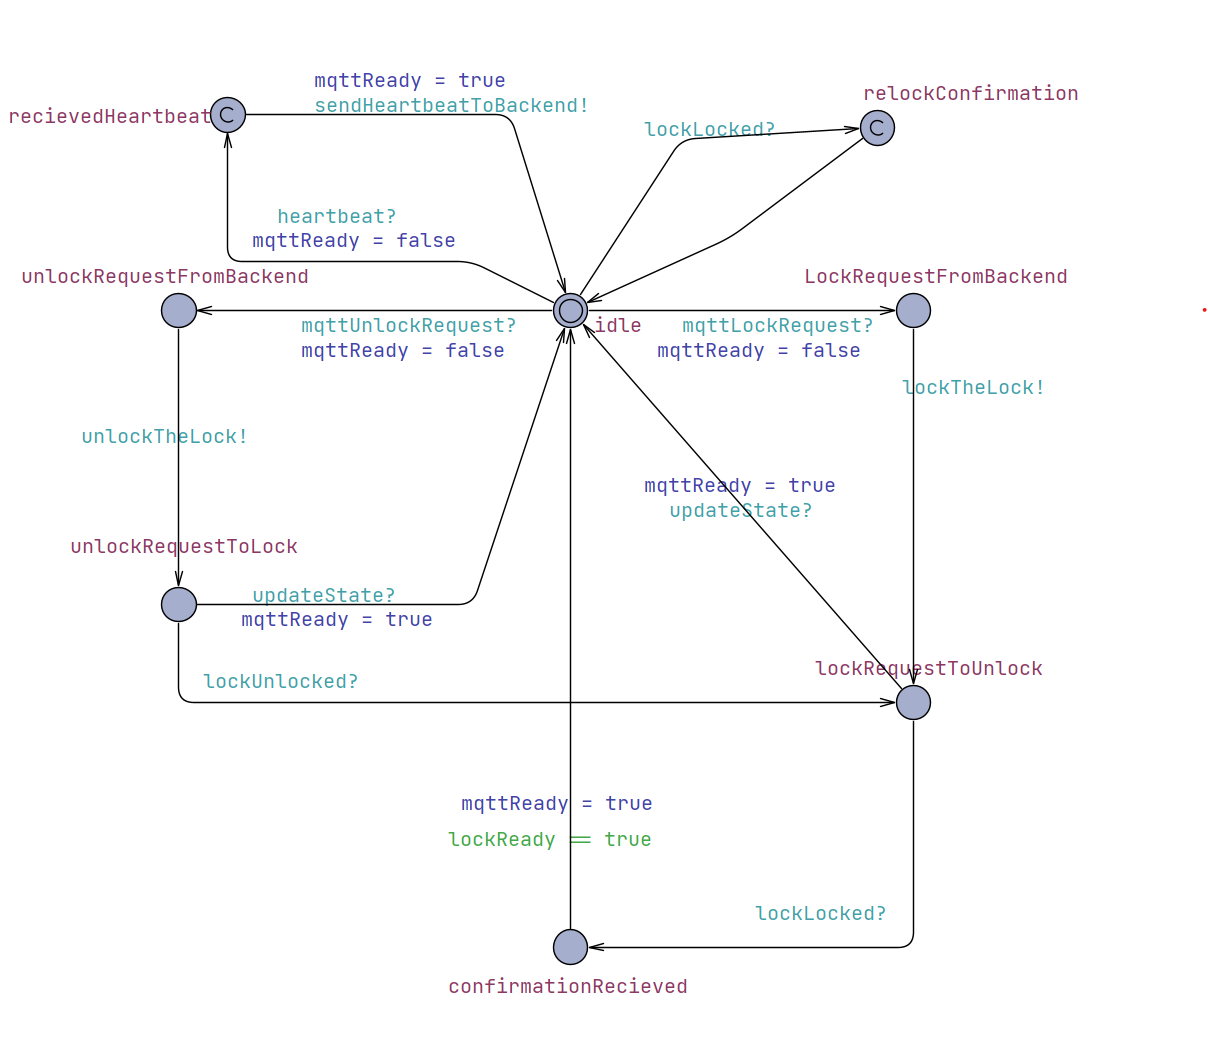 mqttReady = true
sendHeartbeatToBackend!
relockConfirmation
recievedHeartbeat
C
C
lockLocked?
heartbeat?
mqttReady = false
unlockRequestFromBackend
LockRequestFromBackend
mqttUnlockRequest?
mqttReady = false
idle
mqttLockRequest?
mqttReady = false
lockTheLock!
unlockTheLock!
mqttReady = true
updateState?
unlockRequestToLock
updateState?
mqttReady = true
lockRequestToUnlock
lockUnlocked?
mqttReady = true
lockReady == true
lockLocked?
confirmationRecieved